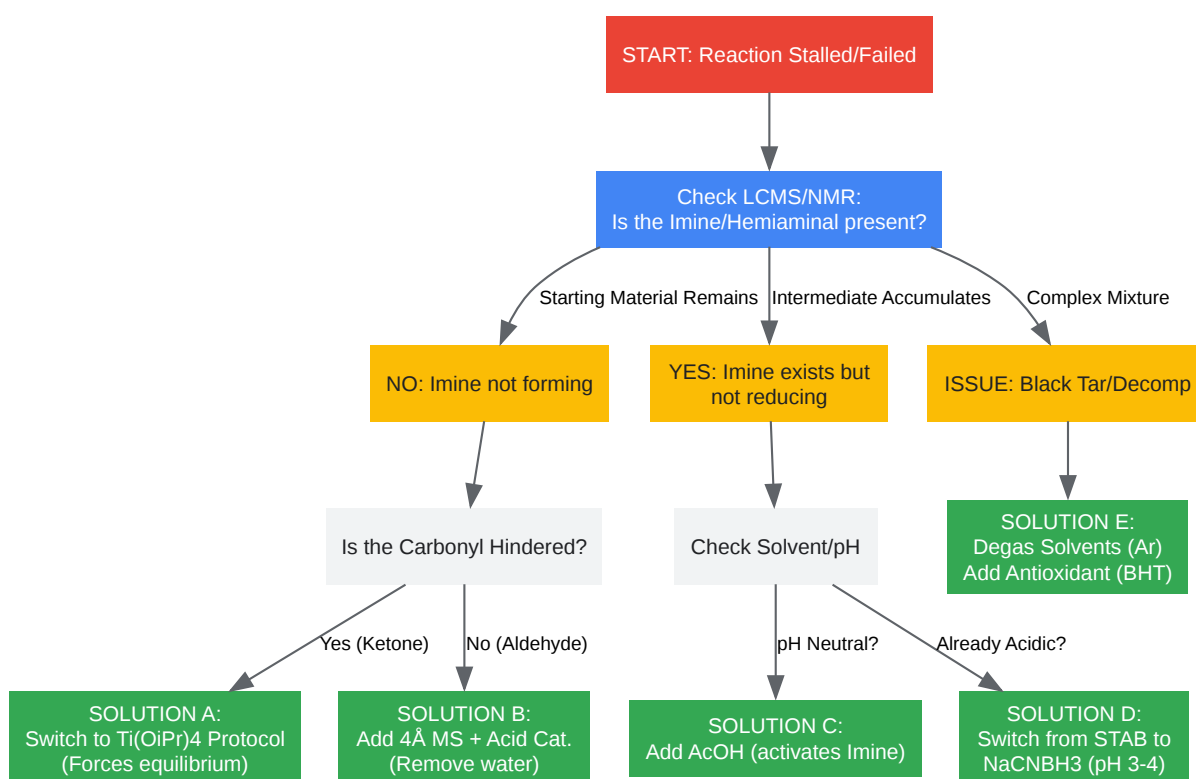 START: Reaction Stalled/Failed
Check LCMS/NMR:
Is the Imine/Hemiaminal present?
Starting Material Remains
Intermediate Accumulates
Complex Mixture
NO: Imine not forming
YES: Imine exists but
not reducing
ISSUE: Black Tar/Decomp
Is the Carbonyl Hindered?
Check Solvent/pH
SOLUTION E:
Degas Solvents (Ar)
Add Antioxidant (BHT)
Yes (Ketone)
No (Aldehyde)
pH Neutral?
Already Acidic?
SOLUTION A:
Switch to Ti(OiPr)4 Protocol
(Forces equilibrium)
SOLUTION B:
Add 4Å MS + Acid Cat.
(Remove water)
SOLUTION C:
Add AcOH (activates Imine)
SOLUTION D:
Switch from STAB to
NaCNBH3 (pH 3-4)